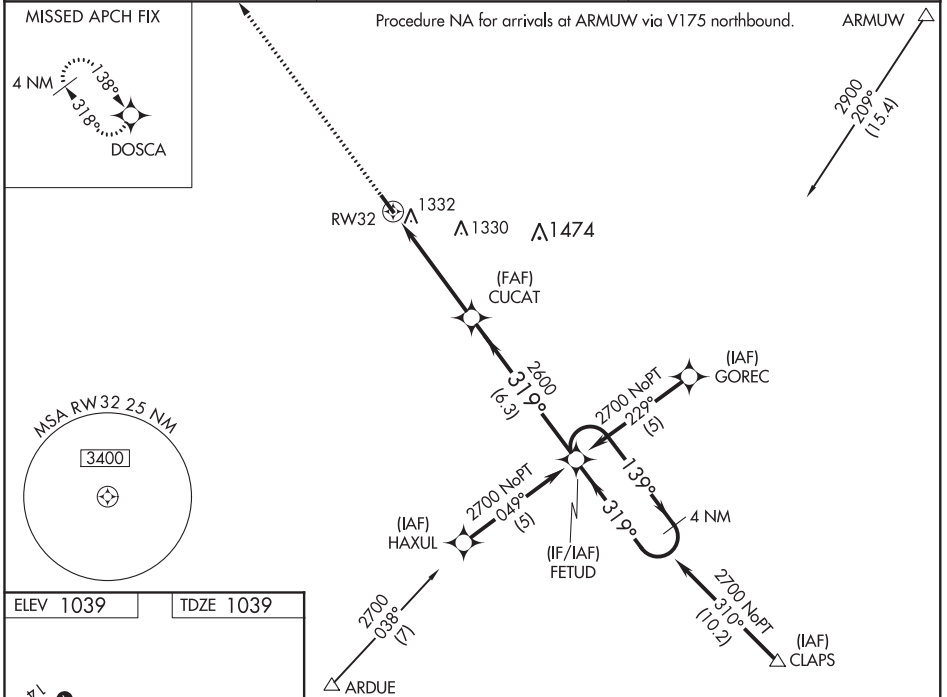 MISSED APCH FIX
4 NM
138°
318°
DOSCA
Procedure NA for arrivals at ARMUW via V175 northbound.
ARMUW
2900
209°
(15.4)
RW32
1332
1330
1474
(FAF)
CUCAT
2600
319°
(6.3)
(IAF)
GOREC
2700 NoPT
229°
(5)
MSA RW32 25 NM
3400
2700 NoPT
049°
(5)
(IAF)
HAXUL
139°
319°
4 NM
(IF/IAF)
FETUD
2700 NoPT
310°
(10.2)
(IAF)
CLAPS
2700
038°
(7)
ARDUE
ELEV 1039
TDZE 1039
14